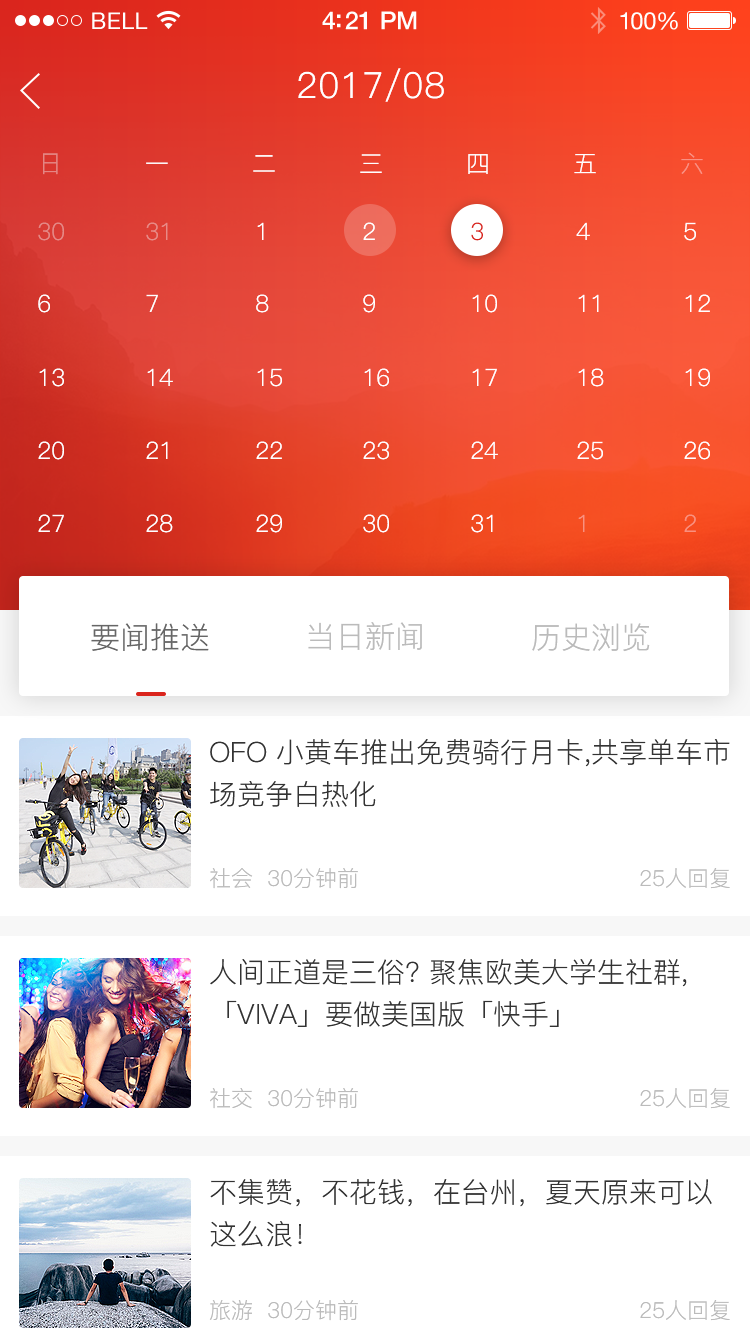 BELL 4:21 PM 100%
2017/08
日 一 二 三 四 五 六
30 31 1 2 3 4 5
6 7 8 9 10 11 12
13 14 15 16 17 18 19
20 21 22 23 24 25 26
27 28 29 30 31 1 2
要闻推送 当日新闻 历史浏览
OFO 小黄车推出免费骑行月卡,共享单车市
场竞争白热化
社会 30分钟前 25人回复
人间正道是三俗? 聚焦欧美大学生社群,
「VIVA」要做美国版「快手」
社交 30分钟前 25人回复
不集赞，不花钱，在台州，夏天原来可以
这么浪！
旅游 30分钟前 25人回复